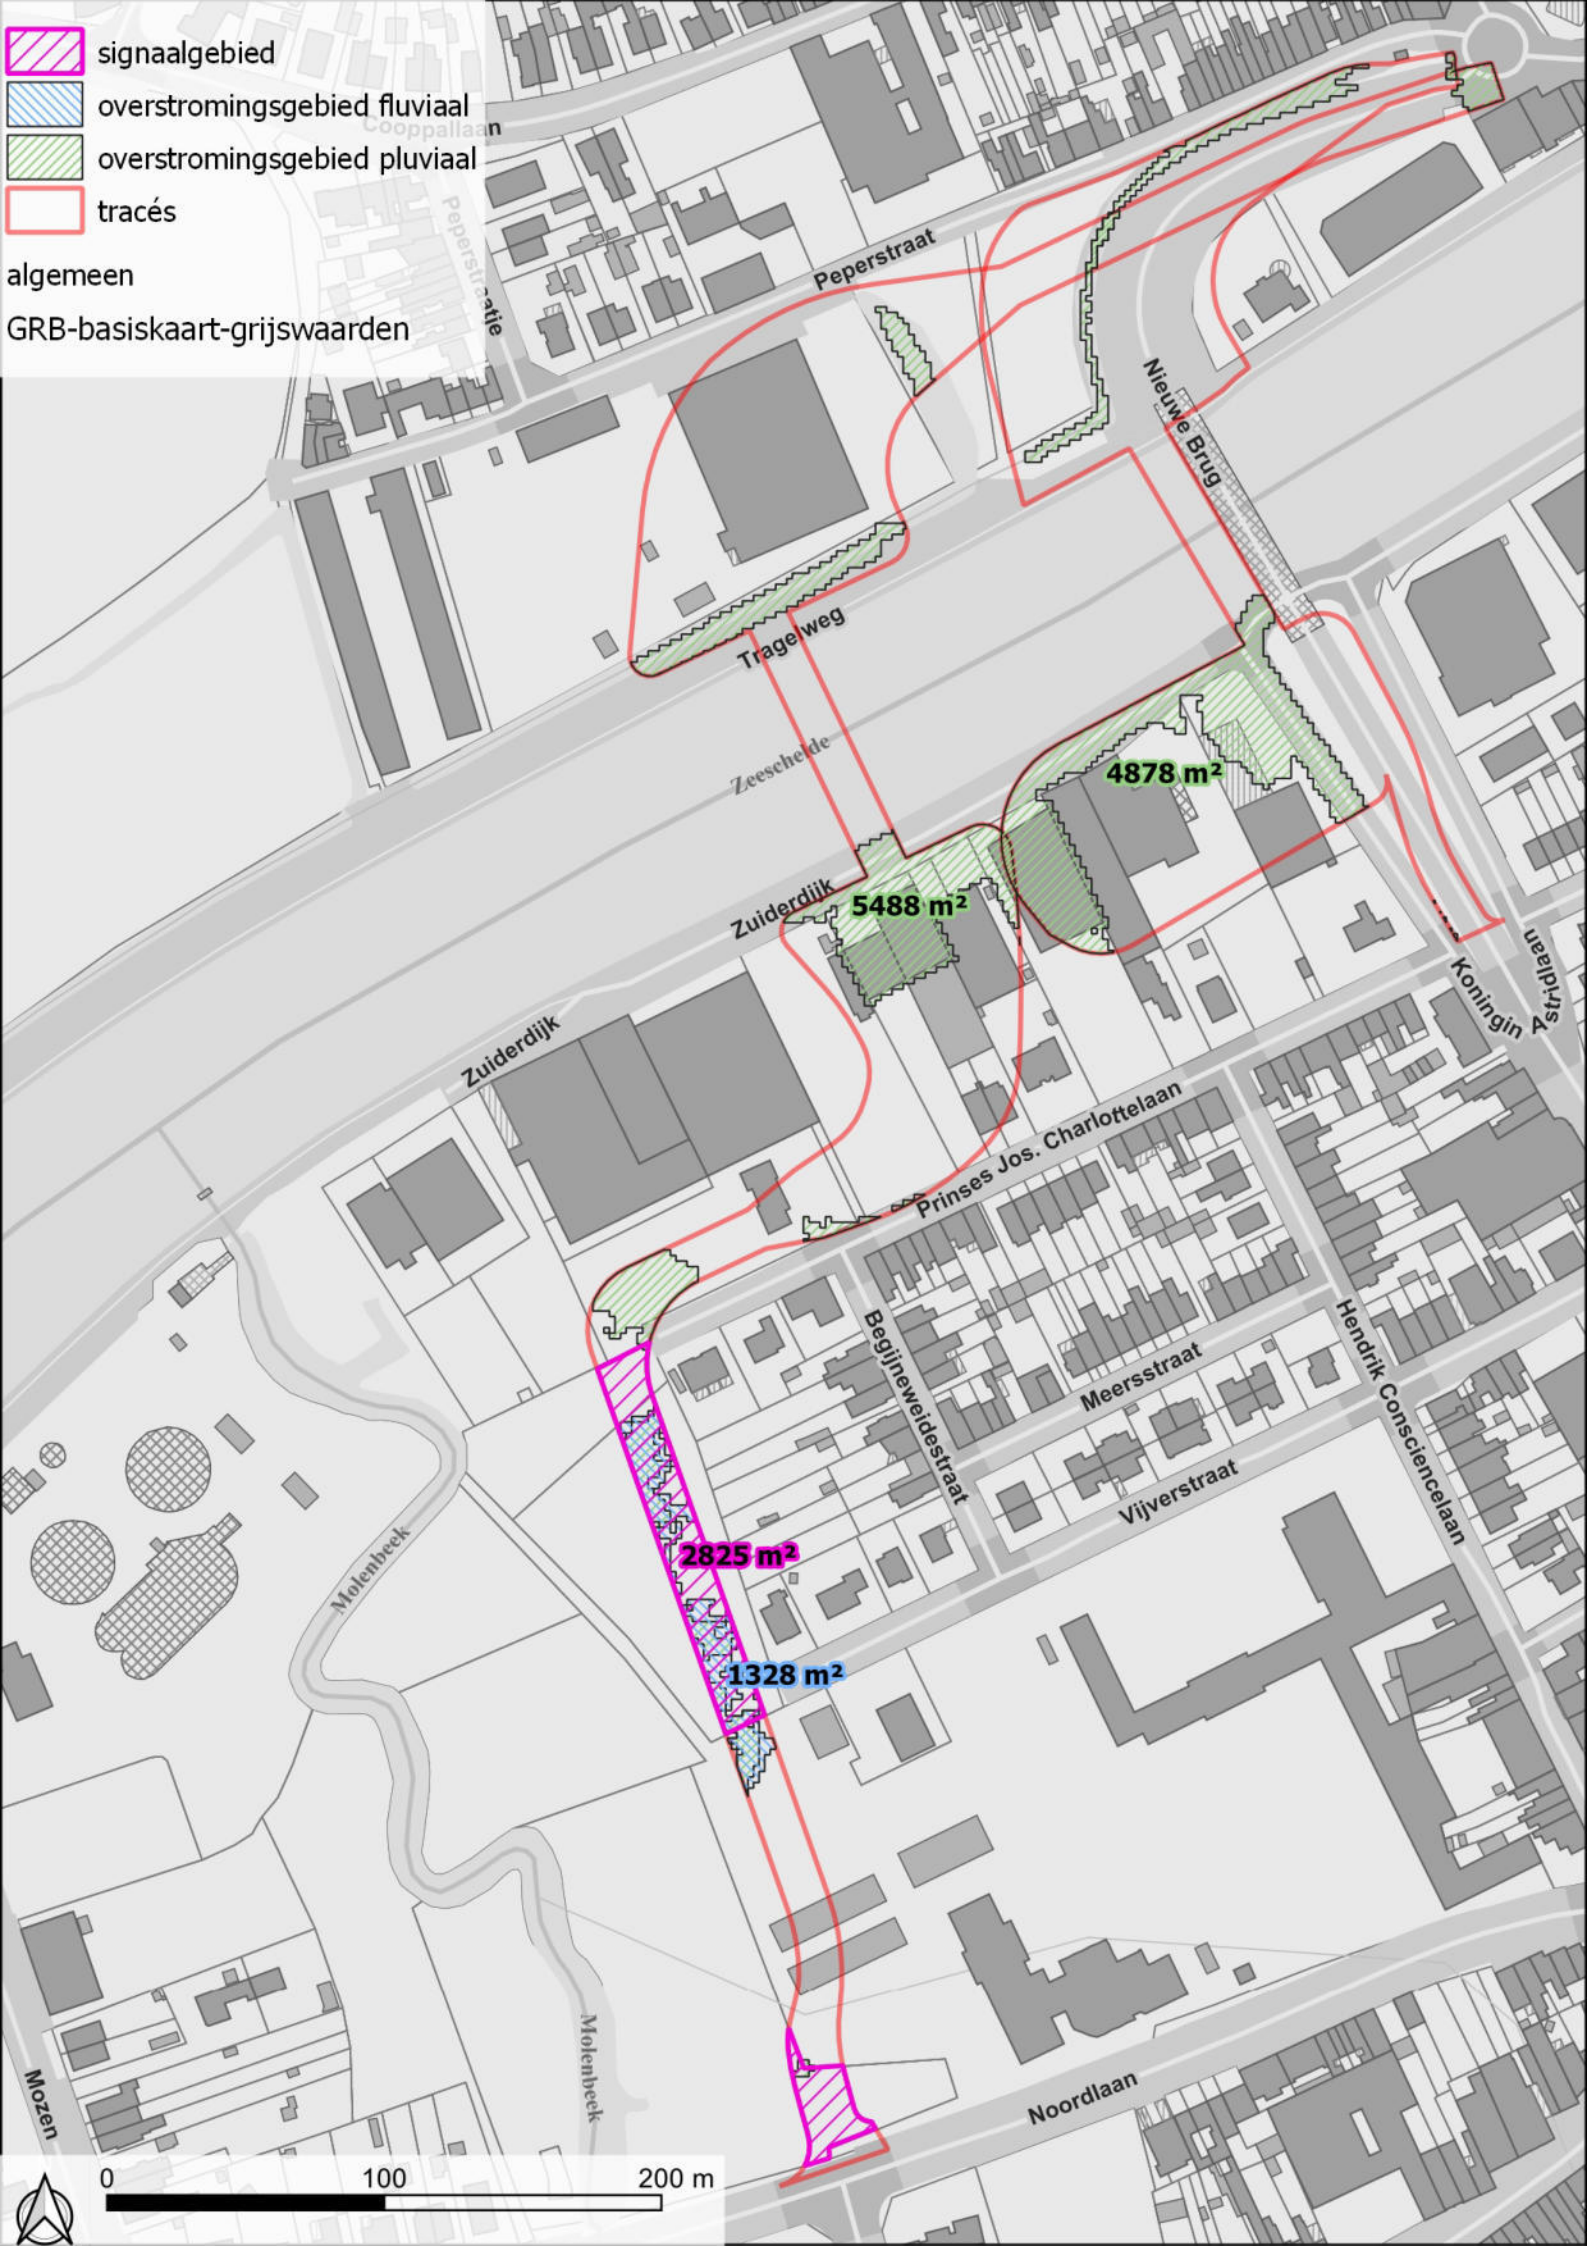 signaalgebied
overstromingsgebied fluviaal
overstromingsgebied pluviaal
tracés
algemeen
GRB-basiskaart-grijswaarden
Cooppallaan
Peperstraatje
Peperstraat
Nieuwe Brug
Tragelweg
Zeeschelde
4878 m²
Zuiderdijk
5488 m²
Koningin Astridlaan
Zuiderdijk
Prinses Jos. Charlottelaan
Begijneweidestraat
Meersstraat
Hendrik Consciencelaan
Vijverstraat
Molenbeek
2825 m²
1328 m²
Molenbeek
Mozen
Noordlaan
0 100 200 m